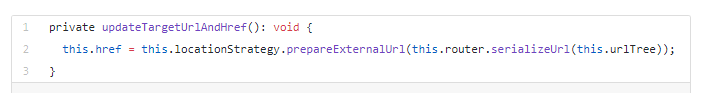 1 private updateTargetUrlAndHref(): void {
2 this.href = this.locationStrategy.prepareExternalUrl(this.router.serializeUrl(this.urlTree));
3 }